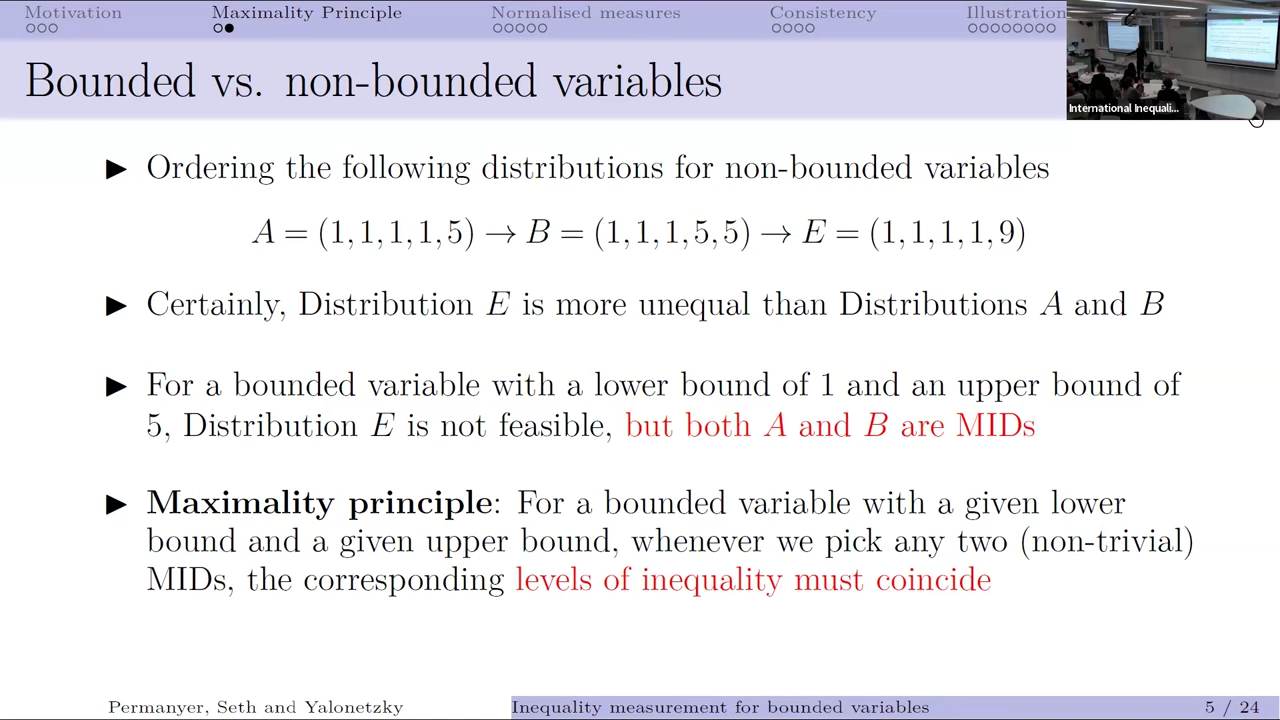 Motivation
Maximality Principle
Normalised measures
Consistency
Illustration
International Inequali...
Bounded vs. non-bounded variables
▶ Ordering the following distributions for non-bounded variables
A = (1, 1, 1, 1, 5) → B = (1, 1, 1, 5, 5) → E = (1, 1, 1, 1, 9)
▶ Certainly, Distribution E is more unequal than Distributions A and B
▶ For a bounded variable with a lower bound of 1 and an upper bound of
5, Distribution E is not feasible, but both A and B are MIDs
▶ Maximality principle: For a bounded variable with a given lower
bound and a given upper bound, whenever we pick any two (non-trivial)
MIDs, the corresponding levels of inequality must coincide
Permanyer, Seth and Yalonetzky
Inequality measurement for bounded variables
5 / 24